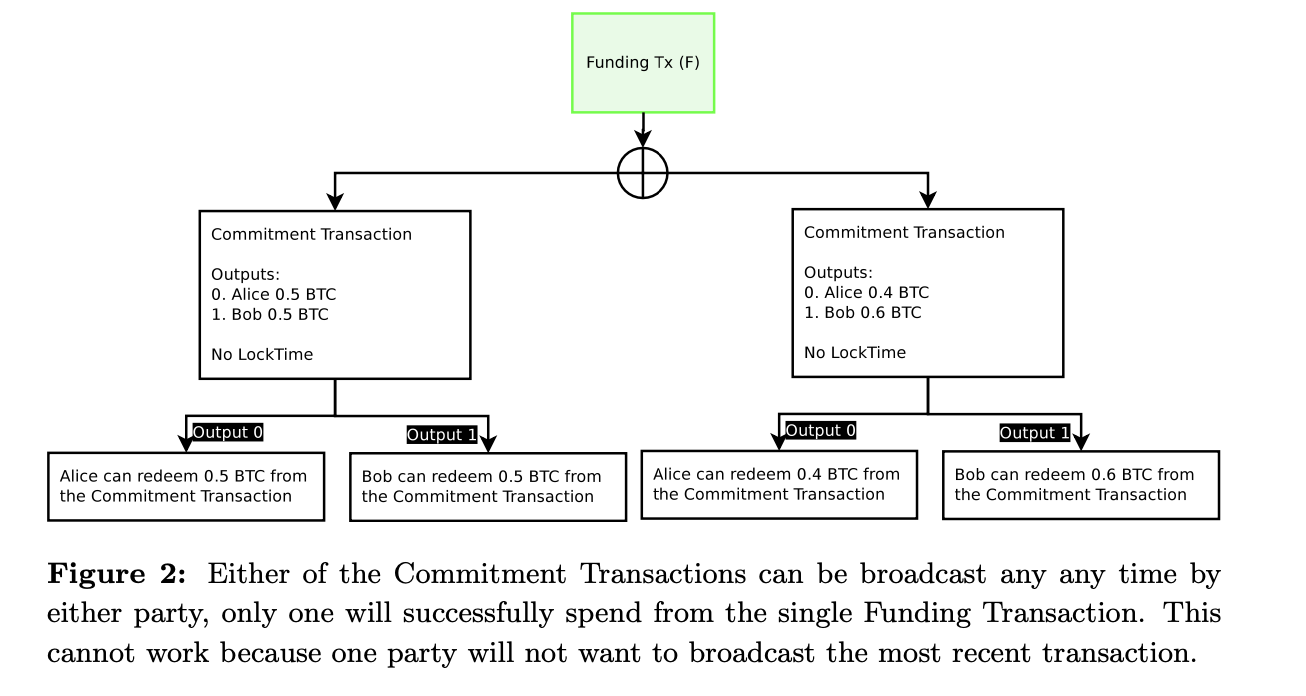 Funding Tx (F)
Commitment Transaction
Outputs:
0. Alice 0.5 BTC
1. Bob 0.5 BTC
No LockTime
Commitment Transaction
Outputs:
0. Alice 0.4 BTC
1. Bob 0.6 BTC
No LockTime
Output 0
Output 1
Output 0
Output 1
Alice can redeem 0.5 BTC from
the Commitment Transaction
Bob can redeem 0.5 BTC from
the Commitment Transaction
Alice can redeem 0.4 BTC from
the Commitment Transaction
Bob can redeem 0.6 BTC from
the Commitment Transaction
Figure 2: Either of the Commitment Transactions can be broadcast any any time by
either party, only one will successfully spend from the single Funding Transaction. This
cannot work because one party will not want to broadcast the most recent transaction.